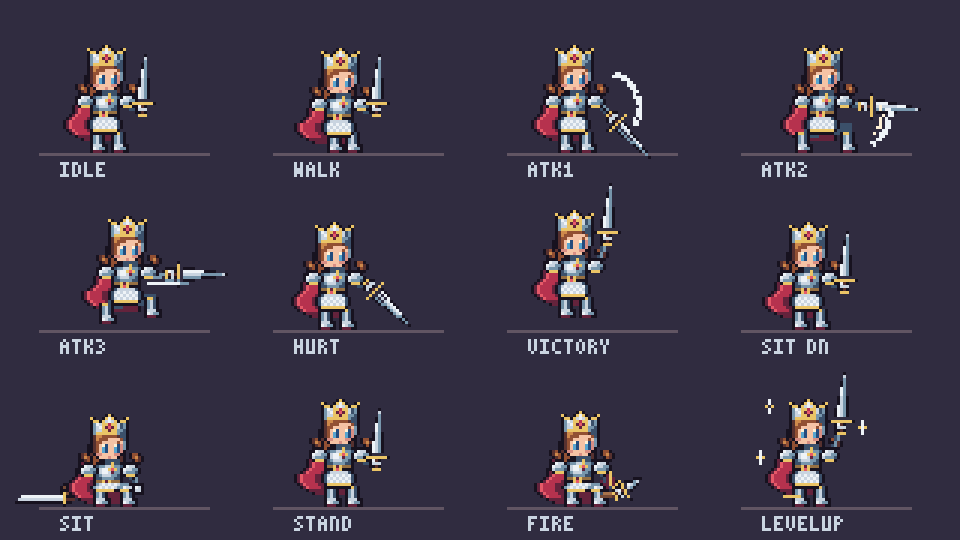 IDLE
WALK
ATK1
ATK2
ATK3
HURT
VICTORY
SIT DN
SIT
STAND
FIRE
LEVELUP